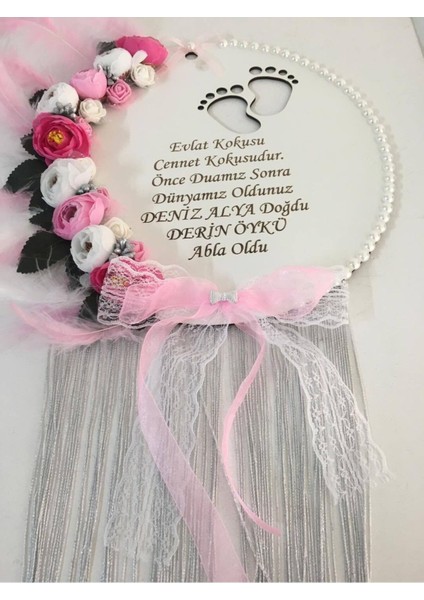 Evlat Kokusu
Cennet Kokusudur.
Önce Duamız Sonra
Dünyamız Oldunuz
DENİZ ALYA Doğdu
DERİN ÖYKÜ
Abla Oldu